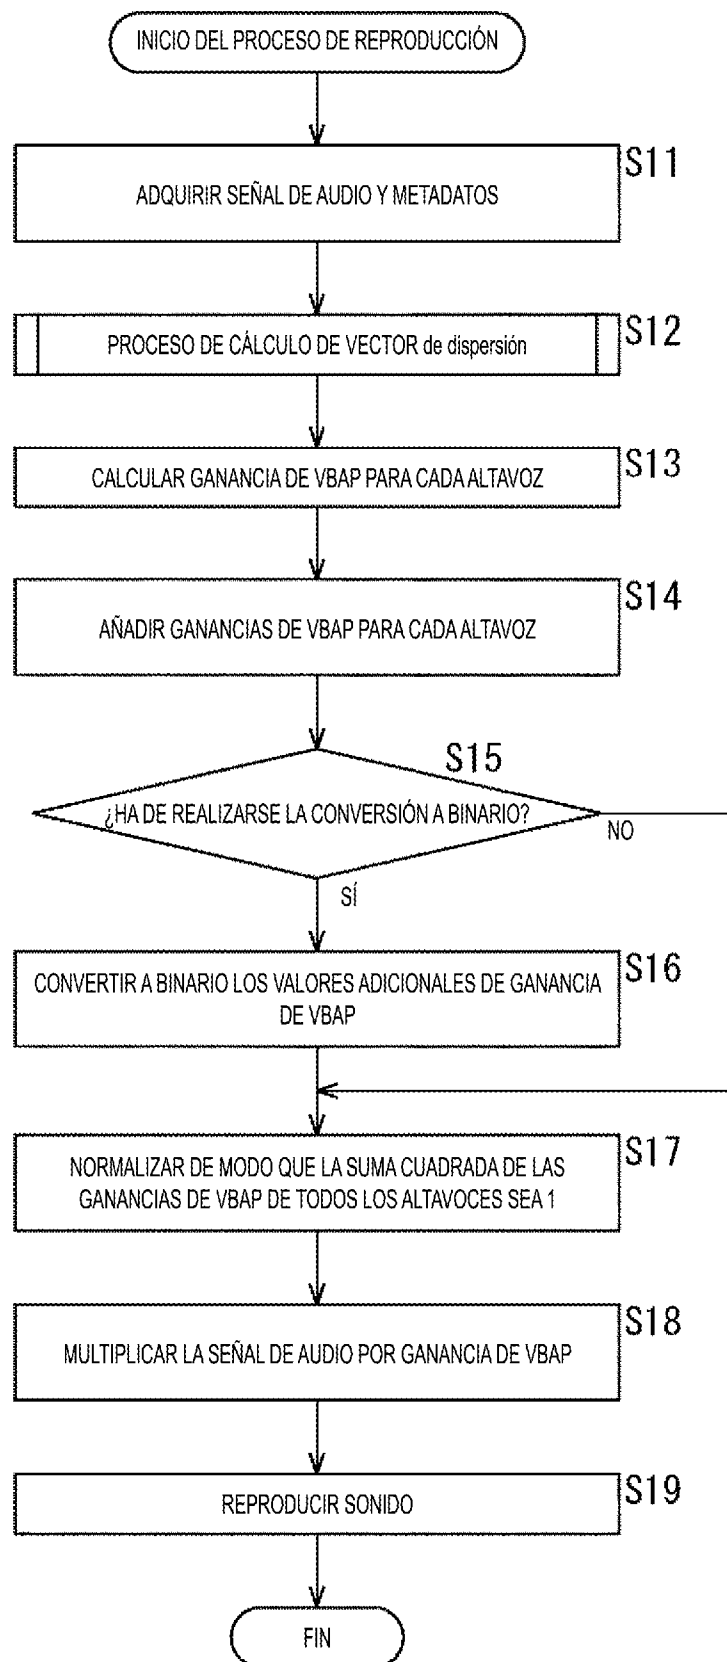 INICIO DEL PROCESO DE REPRODUCCIÓN
S11
ADQUIRIR SEÑAL DE AUDIO Y METADATOS
S12
PROCESO DE CÁLCULO DE VECTOR de dispersión
S13
CALCULAR GANANCIA DE VBAP PARA CADA ALTAVOZ
S14
AÑADIR GANANCIAS DE VBAP PARA CADA ALTAVOZ
S15
¿HA DE REALIZARSE LA CONVERSIÓN A BINARIO?
NO
SÍ
S16
CONVERTIR A BINARIO LOS VALORES ADICIONALES DE GANANCIA
DE VBAP
S17
NORMALIZAR DE MODO QUE LA SUMA CUADRADA DE LAS
GANANCIAS DE VBAP DE TODOS LOS ALTAVOCES SEA 1
S18
MULTIPLICAR LA SEÑAL DE AUDIO POR GANANCIA DE VBAP
S19
REPRODUCIR SONIDO
FIN